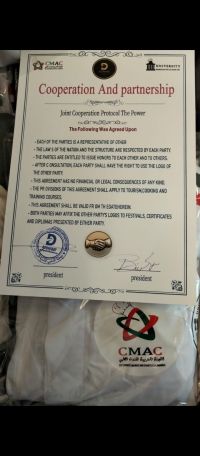 CMAC
UNIVERSITY
Cooperation And partnership
Joint Cooperation Protocol The Power
The Following Was Agreed Upon
- EACH OF THE PARTIES IS A REPRESENTATIVE OF OTHER
- THE LAW'S OF THE NATION AND THE STRUCTURE ARE RESPECTED BY EACH PARTY.
- THE PARTIES ARE ENTITLED TO ISSUE HONORS TO EACH OTHER AND TO OTHERS.
- AFTER CONSULTATION, EACH PARTY SHALL HAVE THE RIGHT TO USE THE LOGO OF
THE OTHER PARTY.
- THIS AGREEMENT HAS NO FINANCIAL OR LEGAL CONSEQUENCES OF ANY KIND
- THE PROVISIONS OF THIS AGREEMENT SHALL APPLY TO TOURISM,COOKING AND
TRAINING COURSES.
- THIS AGREEMENT SHALL BE VALID
- BOTH PARTIES MAY AFFIX THE OTHER PARTY'S LOGOS TO FESTIVALS, CERTIFICATES
AND DIPLOMAS PRESENTED BY EITHER PARTY.
president
president
CMAC